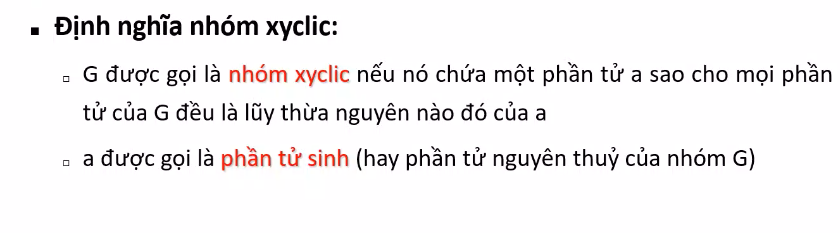 ▪ Định nghĩa nhóm xyclic:
▫ G được gọi là nhóm xyclic nếu nó chứa một phần tử a sao cho mọi phần
tử của G đều là lũy thừa nguyên nào đó của a
▫ a được gọi là phần tử sinh (hay phần tử nguyên thuỷ của nhóm G)